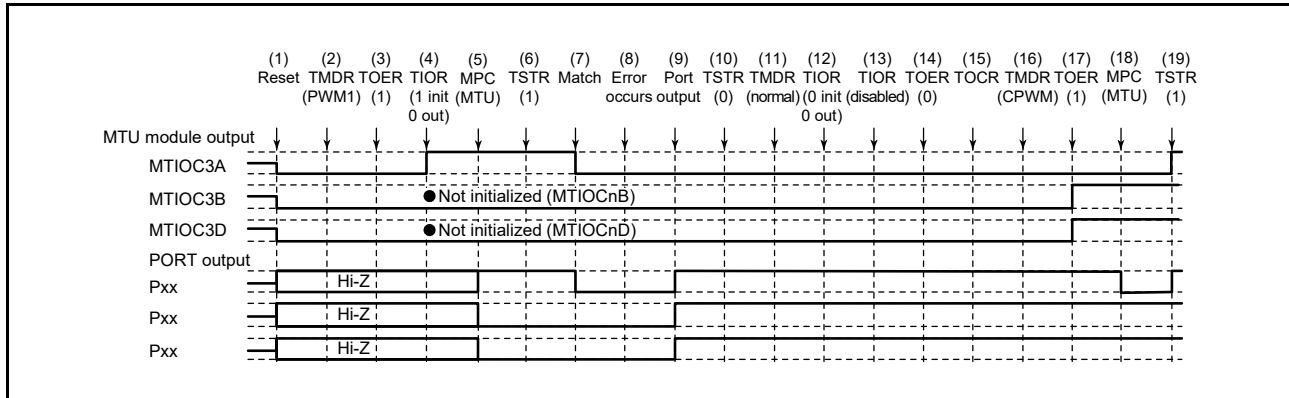 (1) (2) (3) (4) (5) (6) (7) (8) (9) (10) (11) (12) (13) (14) (15) (16) (17) (18) (19)
Reset TMDR TOER TIOR MPC TSTR Match Error Port TSTR TMDR TIOR TIOR TOER TOCR TMDR TOER MPC TSTR
(PWM1) (1) (1 init (MTU) (1) occurs output (0) (normal) (0 init (disabled) (0) (CPWM) (1) (MTU) (1)
0 out) 0 out)
MTU module output
MTIOC3A
MTIOC3B ●Not initialized (MTIOCnB)
MTIOC3D ●Not initialized (MTIOCnD)
PORT output
Pxx Hi-Z
Pxx Hi-Z
Pxx Hi-Z